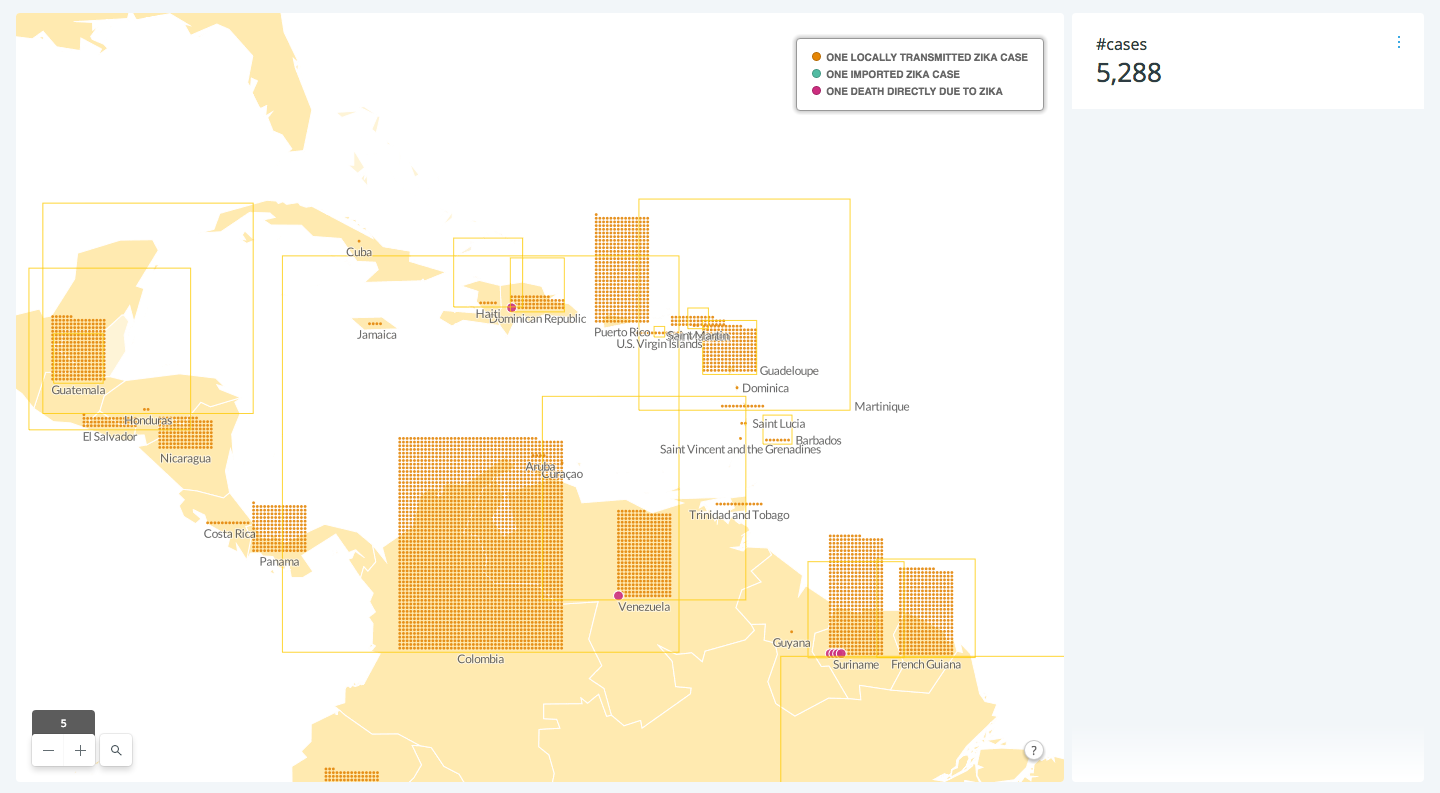 ONE LOCALLY TRANSMITTED ZIKA CASE
ONE IMPORTED ZIKA CASE
ONE DEATH DIRECTLY DUE TO ZIKA
#cases
5,288
Cuba
Haiti
Dominican Republic
Jamaica
Puerto Rico
Saint Martin
U.S. Virgin Islands
Guadeloupe
Guatemala
Dominica
Martinique
Honduras
El Salvador
Saint Lucia
Barbados
Saint Vincent and the Grenadines
Nicaragua
Aruba
Curaçao
Trinidad and Tobago
Costa Rica
Panama
Venezuela
Guyana
Colombia
Suriname
French Guiana
5
?